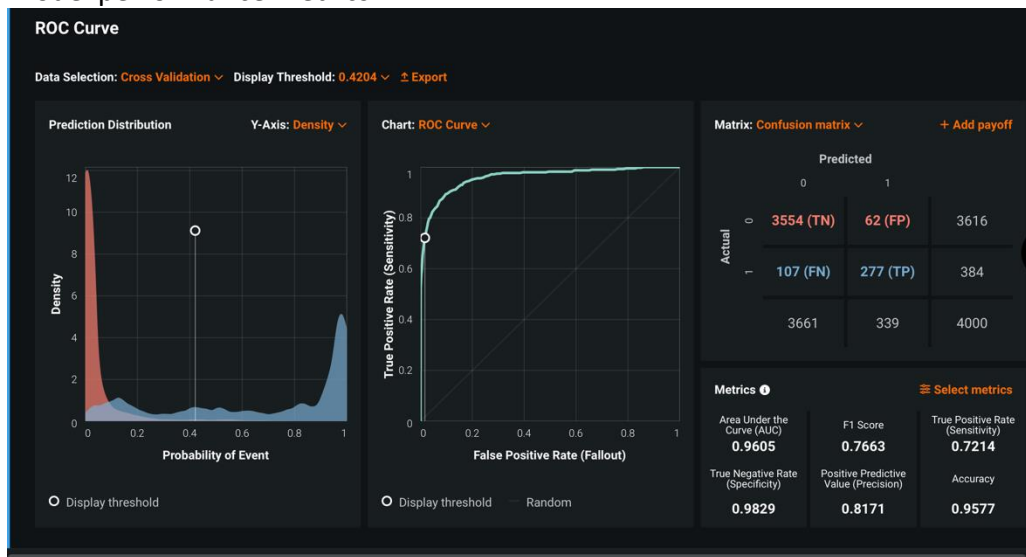 ROC Curve
Data Selection: Cross Validation Display Threshold: 0.4204 Export
Prediction Distribution Y-Axis: Density
12
10
8
6
4
2
0
Density
0 0.2 0.4 0.6 0.8 1
Probability of Event
Display threshold
Chart: ROC Curve
1
0.8
0.6
0.4
0.2
0
True Positive Rate (Sensitivity)
0 0.2 0.4 0.6 0.8 1
False Positive Rate (Fallout)
Display threshold Random
Matrix: Confusion matrix + Add payoff
Predicted
0 1
Actual
0 3554 (TN) 62 (FP) 3616
1 107 (FN) 277 (TP) 384
3661 339 4000
Metrics Select metrics
Area Under the
Curve (AUC)
0.9605
F1 Score
0.7663
True Positive Rate
(Sensitivity)
0.7214
True Negative Rate
(Specificity)
0.9829
Positive Predictive
Value (Precision)
0.8171
Accuracy
0.9577